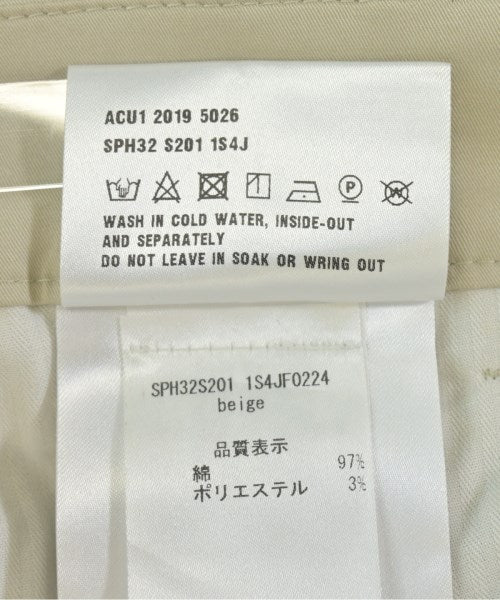 ACU1 2019 5026
SPH32 S201 1S4J
P W
WASH IN COLD WATER, INSIDE-OUT
AND SEPARATELY
DO NOT LEAVE IN SOAK OR WRING OUT
SPH32S201 1S4JF0224
beige
品質表示
綿 97%
ポリエステル 3%